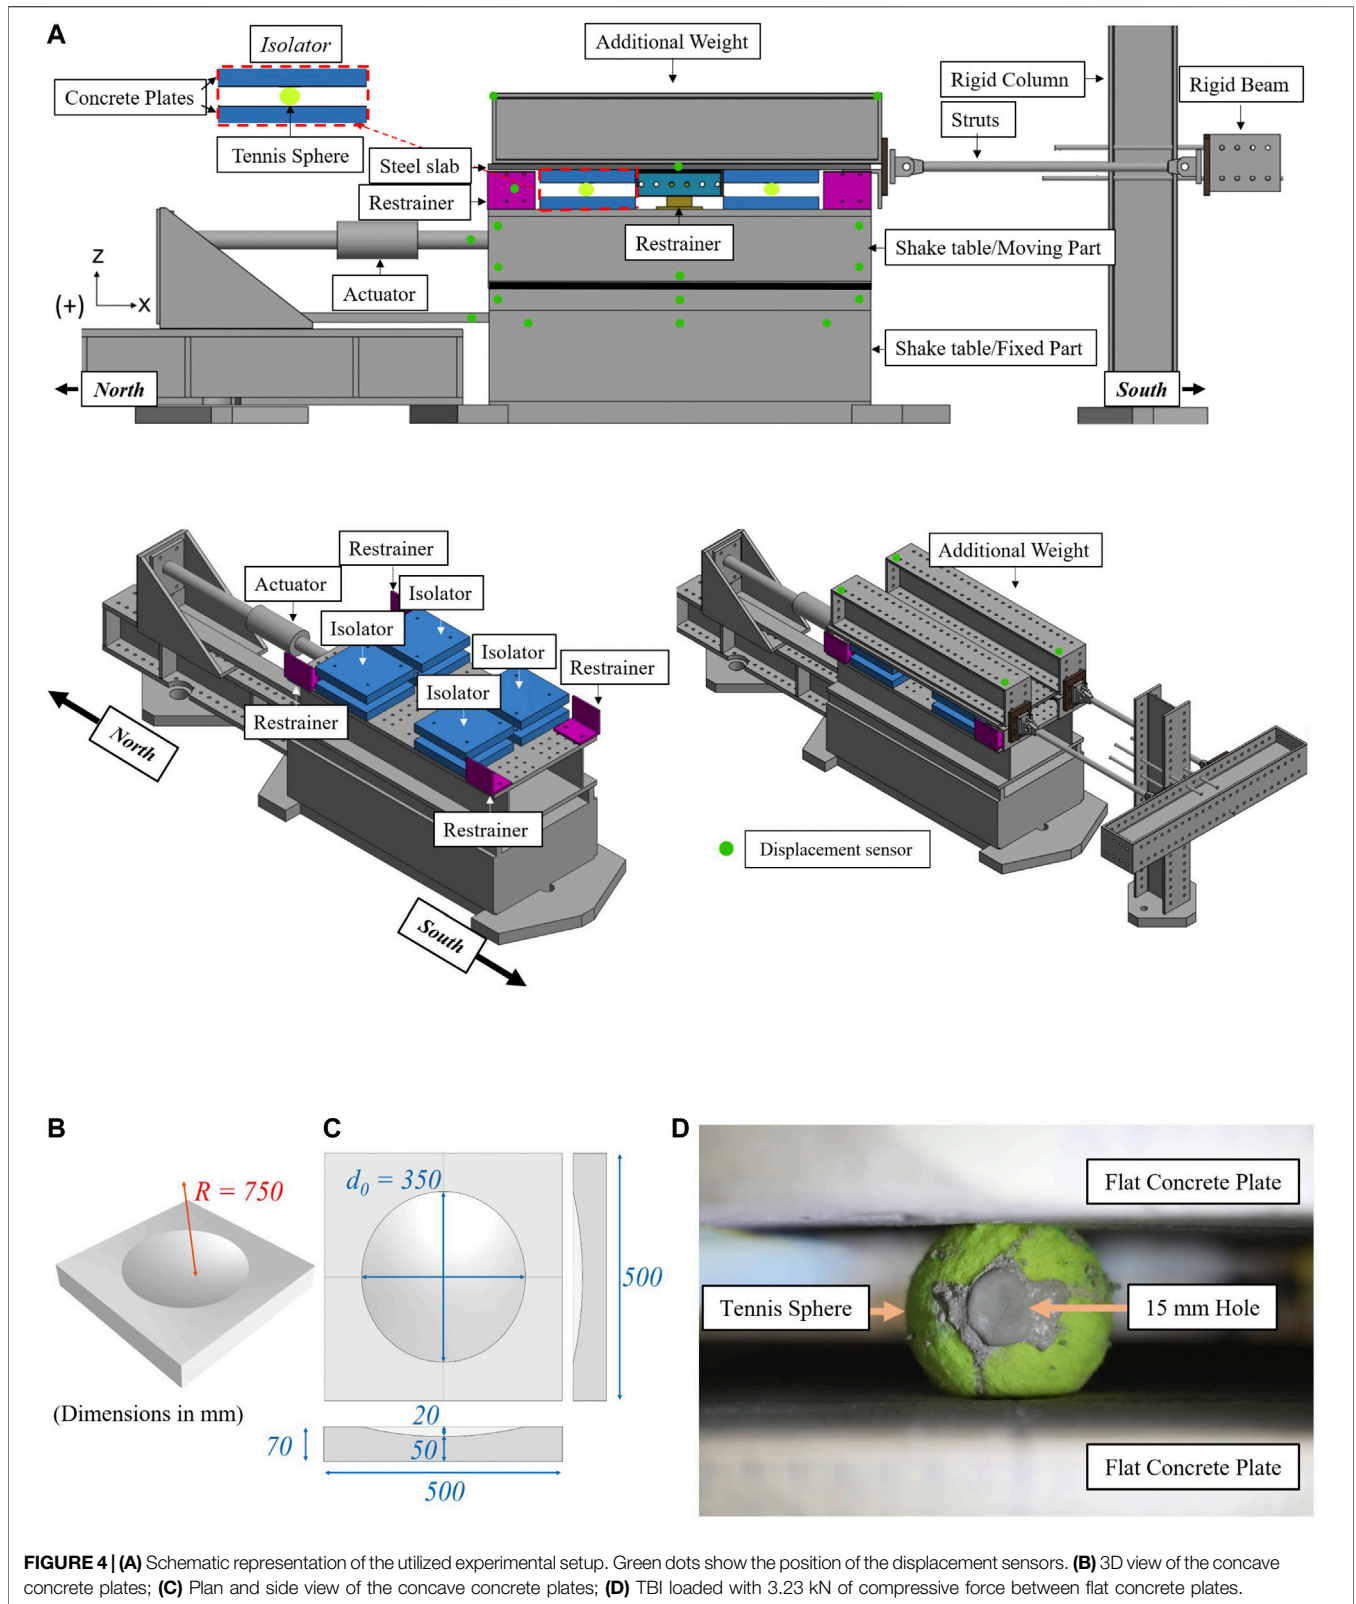 A
Isolator
Additional Weight
Concrete Plates
Rigid Column
Rigid Beam
Struts
Tennis Sphere
Steel slab
Restrainer
Restrainer
Shake table/Moving Part
z
(+)
x
Actuator
Shake table/Fixed Part
North
South
Restrainer
Additional Weight
Actuator
Isolator
Isolator
Isolator
Restrainer
Isolator
Restrainer
North
Restrainer
Displacement sensor
South
B
C
D
R = 750
d0 = 350
Flat Concrete Plate
500
Tennis Sphere
15 mm Hole
(Dimensions in mm)
20
70
50
500
Flat Concrete Plate
FIGURE 4 | (A) Schematic representation of the utilized experimental setup. Green dots show the position of the displacement sensors. (B) 3D view of the concave
concrete plates; (C) Plan and side view of the concave concrete plates; (D) TBI loaded with 3.23 kN of compressive force between flat concrete plates.